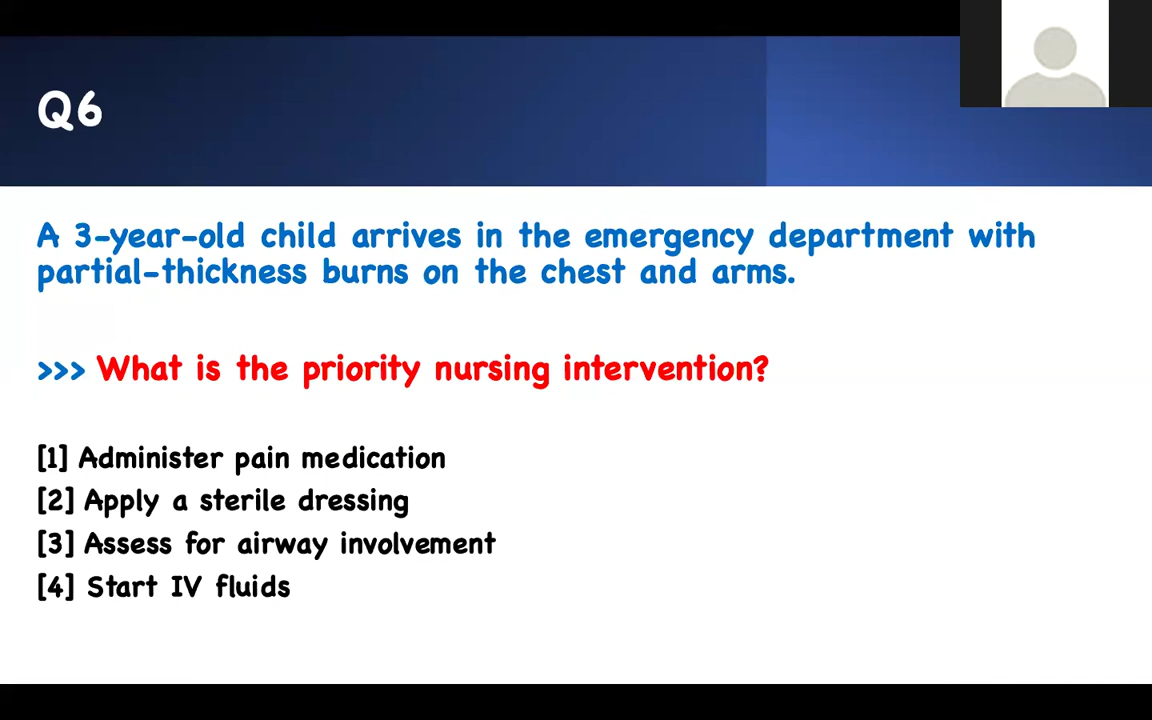 Q6
A 3-year-old child arrives in the emergency department with
partial-thickness burns on the chest and arms.
>>> What is the priority nursing intervention?
[1] Administer pain medication
[2] Apply a sterile dressing
[3] Assess for airway involvement
[4] Start IV fluids